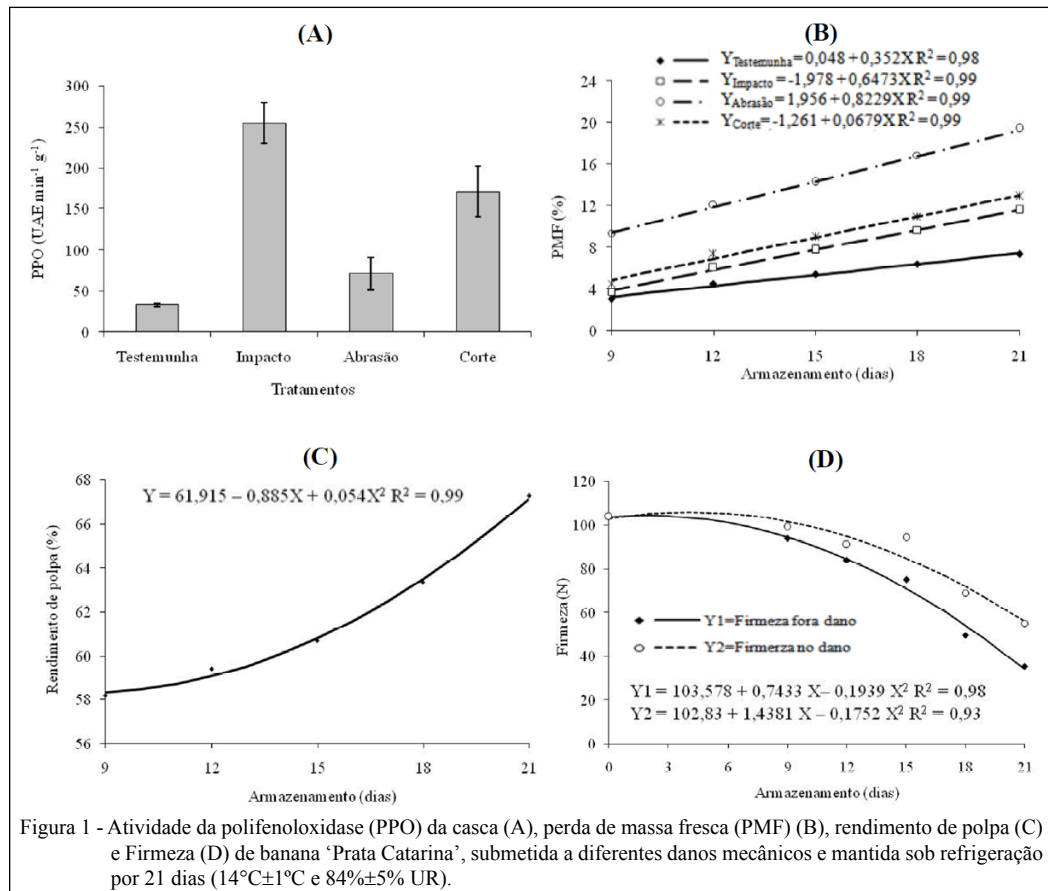 (A)
PPO (UAE min⁻¹ g⁻¹)
300
250
200
150
100
50
0
Testemunha Impacto Abrasão Corte
Tratamentos
(B)
Y_Testemunha=0,048 + 0,352X R² = 0,98
Y_Impacto=-1,978 + 0,6473X R² = 0,99
Y_Abrasão=1,956 + 0,8229X R² = 0,99
Y_Corte=-1,261 + 0,0679X R² = 0,99
PMF (%)
24
20
16
12
8
4
0
9 12 15 18 21
Armazenamento (dias)
(C)
Y = 61,915 – 0,885X + 0,054X² R² = 0,99
Rendimento de polpa (%)
68
66
64
62
60
58
56
9 12 15 18 21
Armazenamento (dias)
(D)
Firmeza (N)
120
100
80
60
40
20
0
Y1=Firmeza fora dano
Y2=Firmerza no dano
Y1 = 103,578 + 0,7433 X– 0,1939 X² R² = 0,98
Y2 = 102,83 + 1,4381 X – 0,1752 X² R² = 0,93
0 3 6 9 12 15 18 21
Armazenamento (dias)
Figura 1 - Atividade da polifenoloxidase (PPO) da casca (A), perda de massa fresca (PMF) (B), rendimento de polpa (C)
e Firmeza (D) de banana ‘Prata Catarina’, submetida a diferentes danos mecânicos e mantida sob refrigeração
por 21 dias (14°C±1ºC e 84%±5% UR).